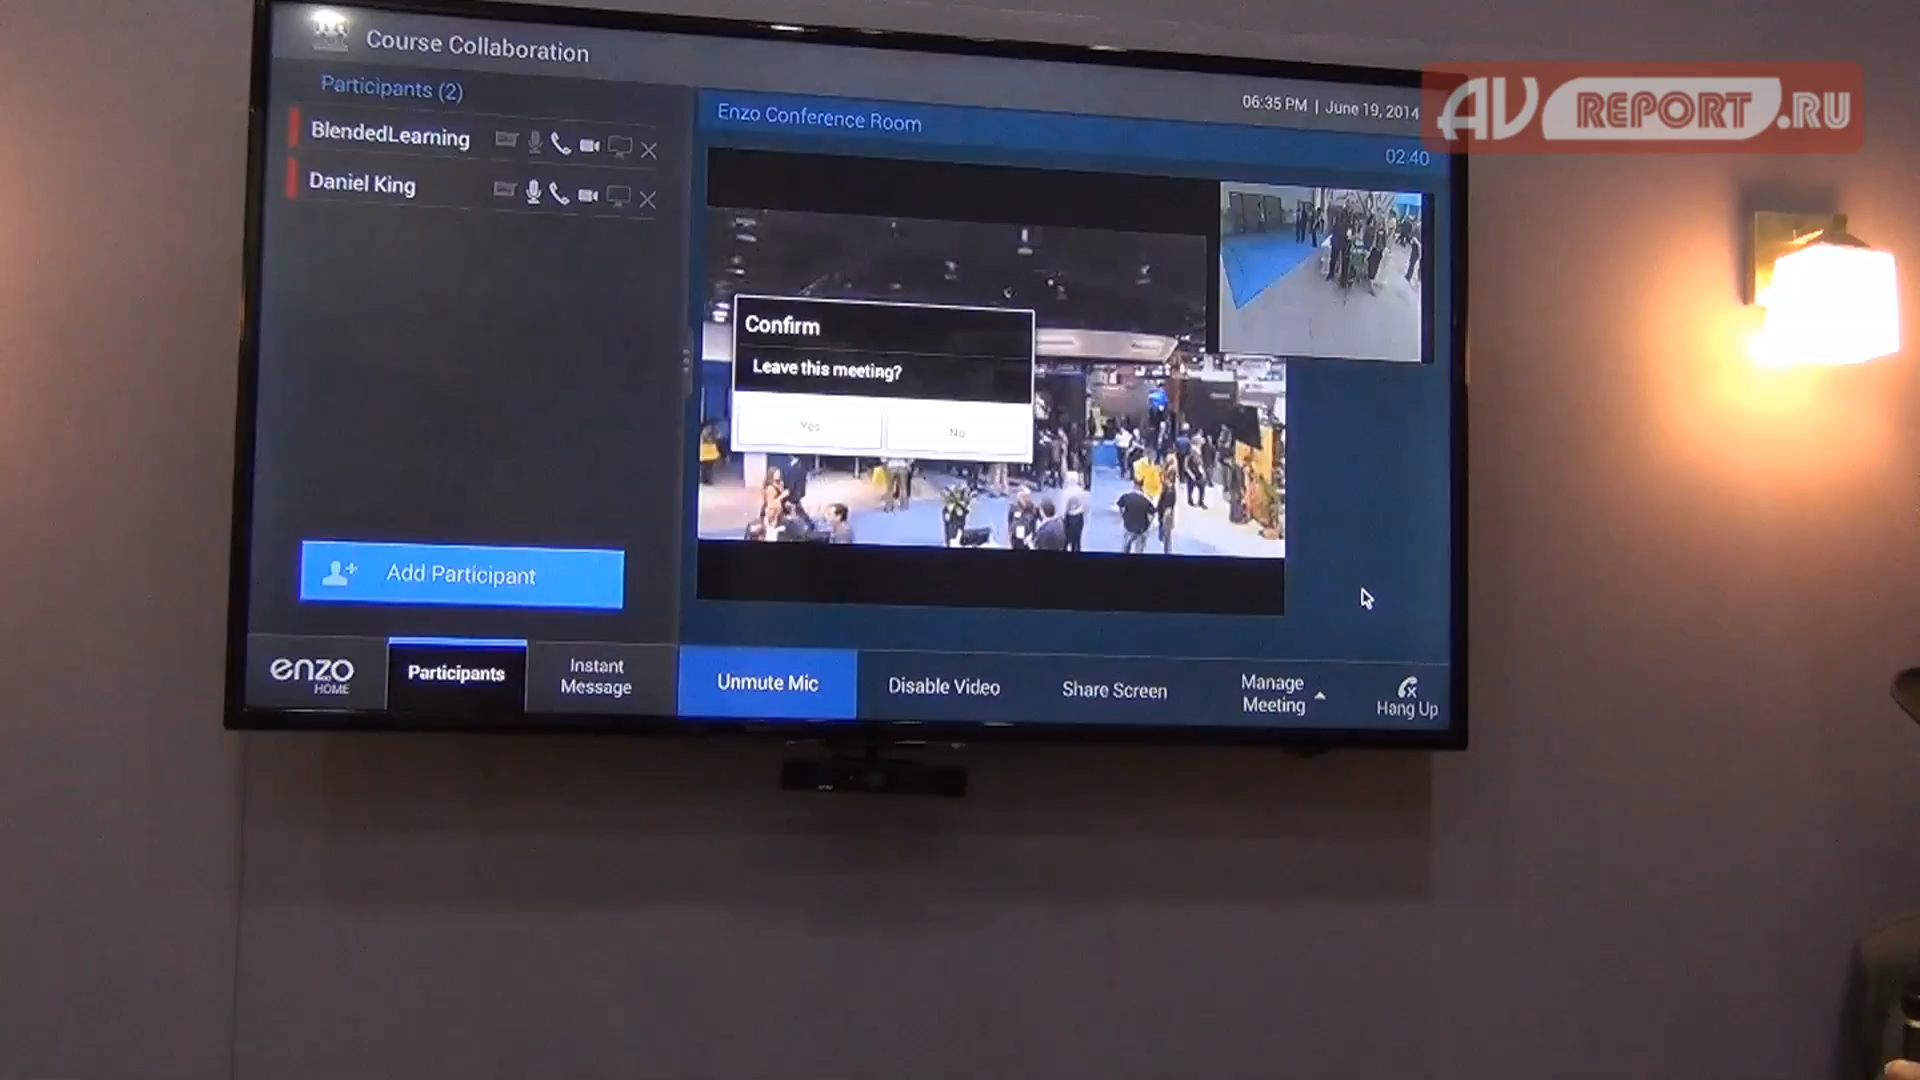 Course Collaboration
Participants (2)
BlendedLearning
Daniel King
Add Participant
enzo
HOME
Participants
Instant
Message
06:35 PM | June 19, 2014
Enzo Conference Room
02:40
Confirm
Leave this meeting?
Yes
No
Unmute Mic
Disable Video
Share Screen
Manage
Meeting
Hang Up
AV REPORT.RU